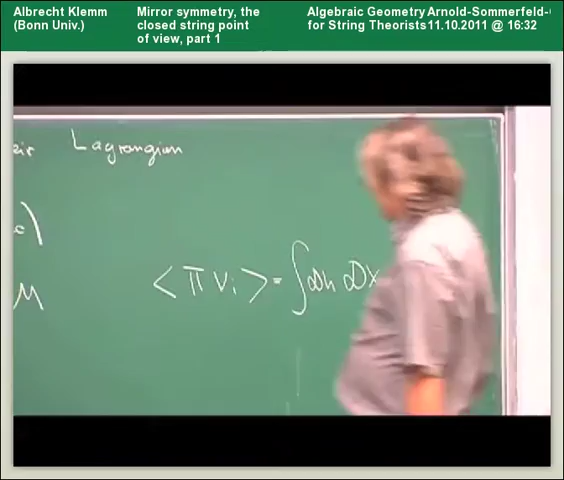 Albrecht Klemm
(Bonn Univ.)
Mirror symmetry, the
closed string point
of view, part 1
Algebraic Geometry
for String Theorists
Arnold-Sommerfeld-
11.10.2011 @ 16:32
Lagrangian
c)
M
< π V_i > = ∫ Dh Dx